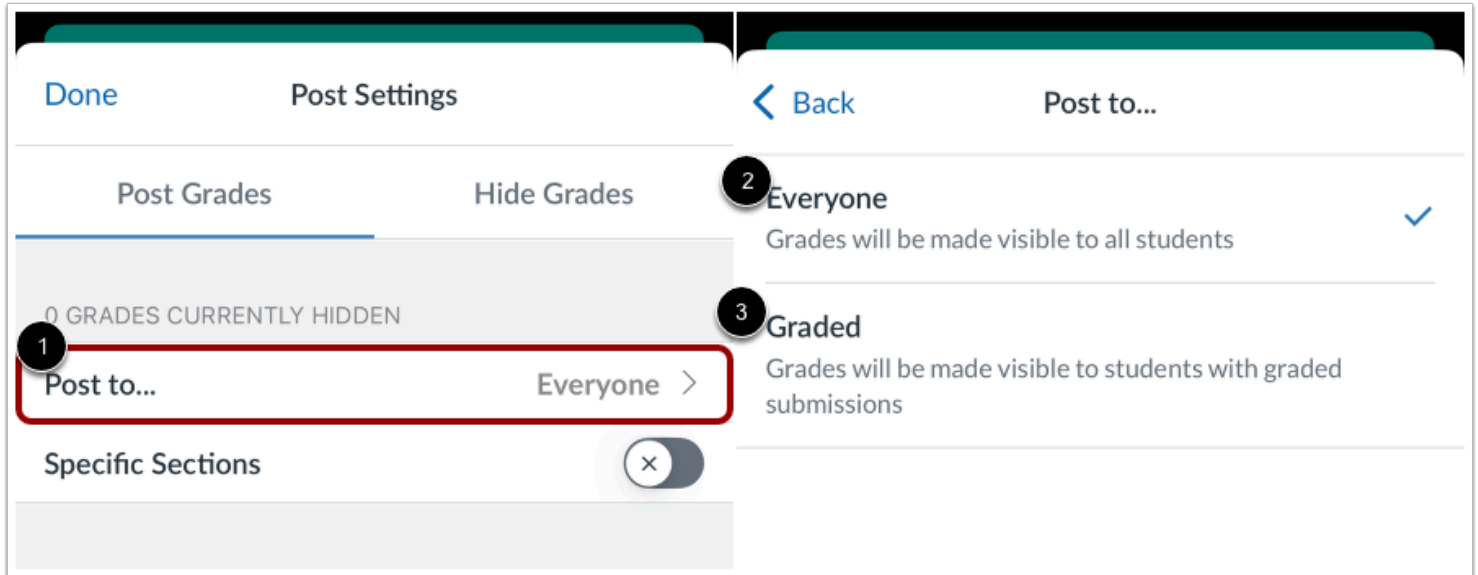 Done
Post Settings
Post Grades
Hide Grades
0 GRADES CURRENTLY HIDDEN
1
Post to...
Everyone
Specific Sections
Back
Post to...
2
Everyone
Grades will be made visible to all students
3
Graded
Grades will be made visible to students with graded
submissions